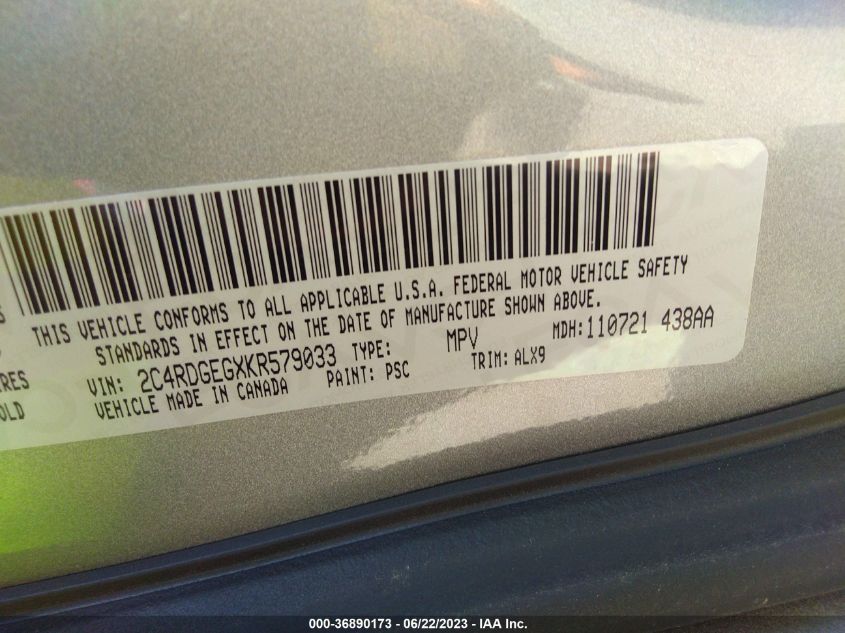 THIS VEHICLE CONFORMS TO ALL APPLICABLE U.S.A. FEDERAL MOTOR VEHICLE SAFETY
STANDARDS IN EFFECT ON THE DATE OF MANUFACTURE SHOWN ABOVE.
VIN: 2C4RDGEGXKR579033 TYPE: MPV MDH: 110721 438AA
VEHICLE MADE IN CANADA PAINT: PSC TRIM: ALX9
000-36890173 - 06/22/2023 - IAA Inc.